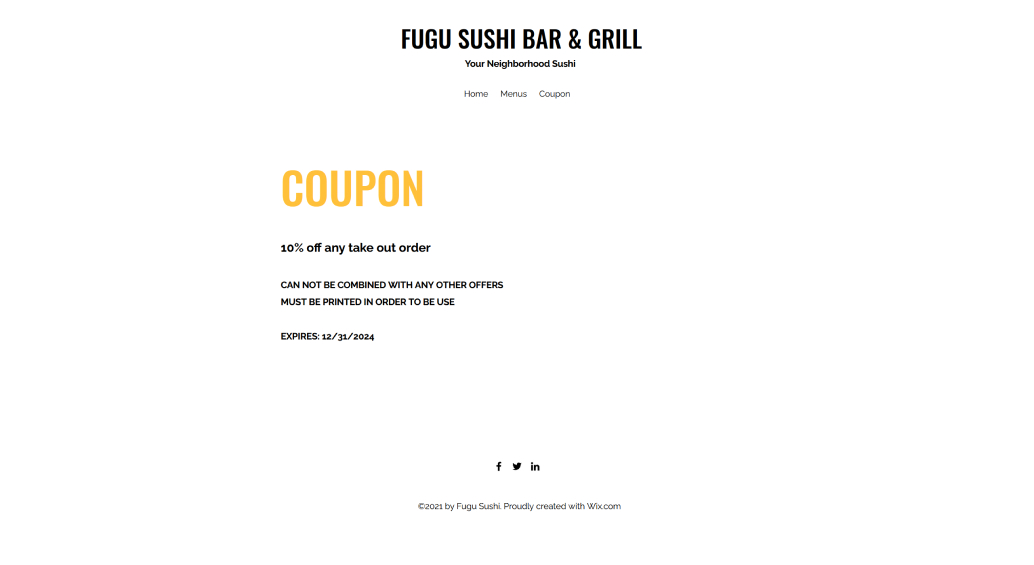 FUGU SUSHI BAR & GRILL
Your Neighborhood Sushi
Home Menus Coupon
COUPON
10% off any take out order
CAN NOT BE COMBINED WITH ANY OTHER OFFERS
MUST BE PRINTED IN ORDER TO BE USE
EXPIRES: 12/31/2024
©2021 by Fugu Sushi. Proudly created with Wix.com